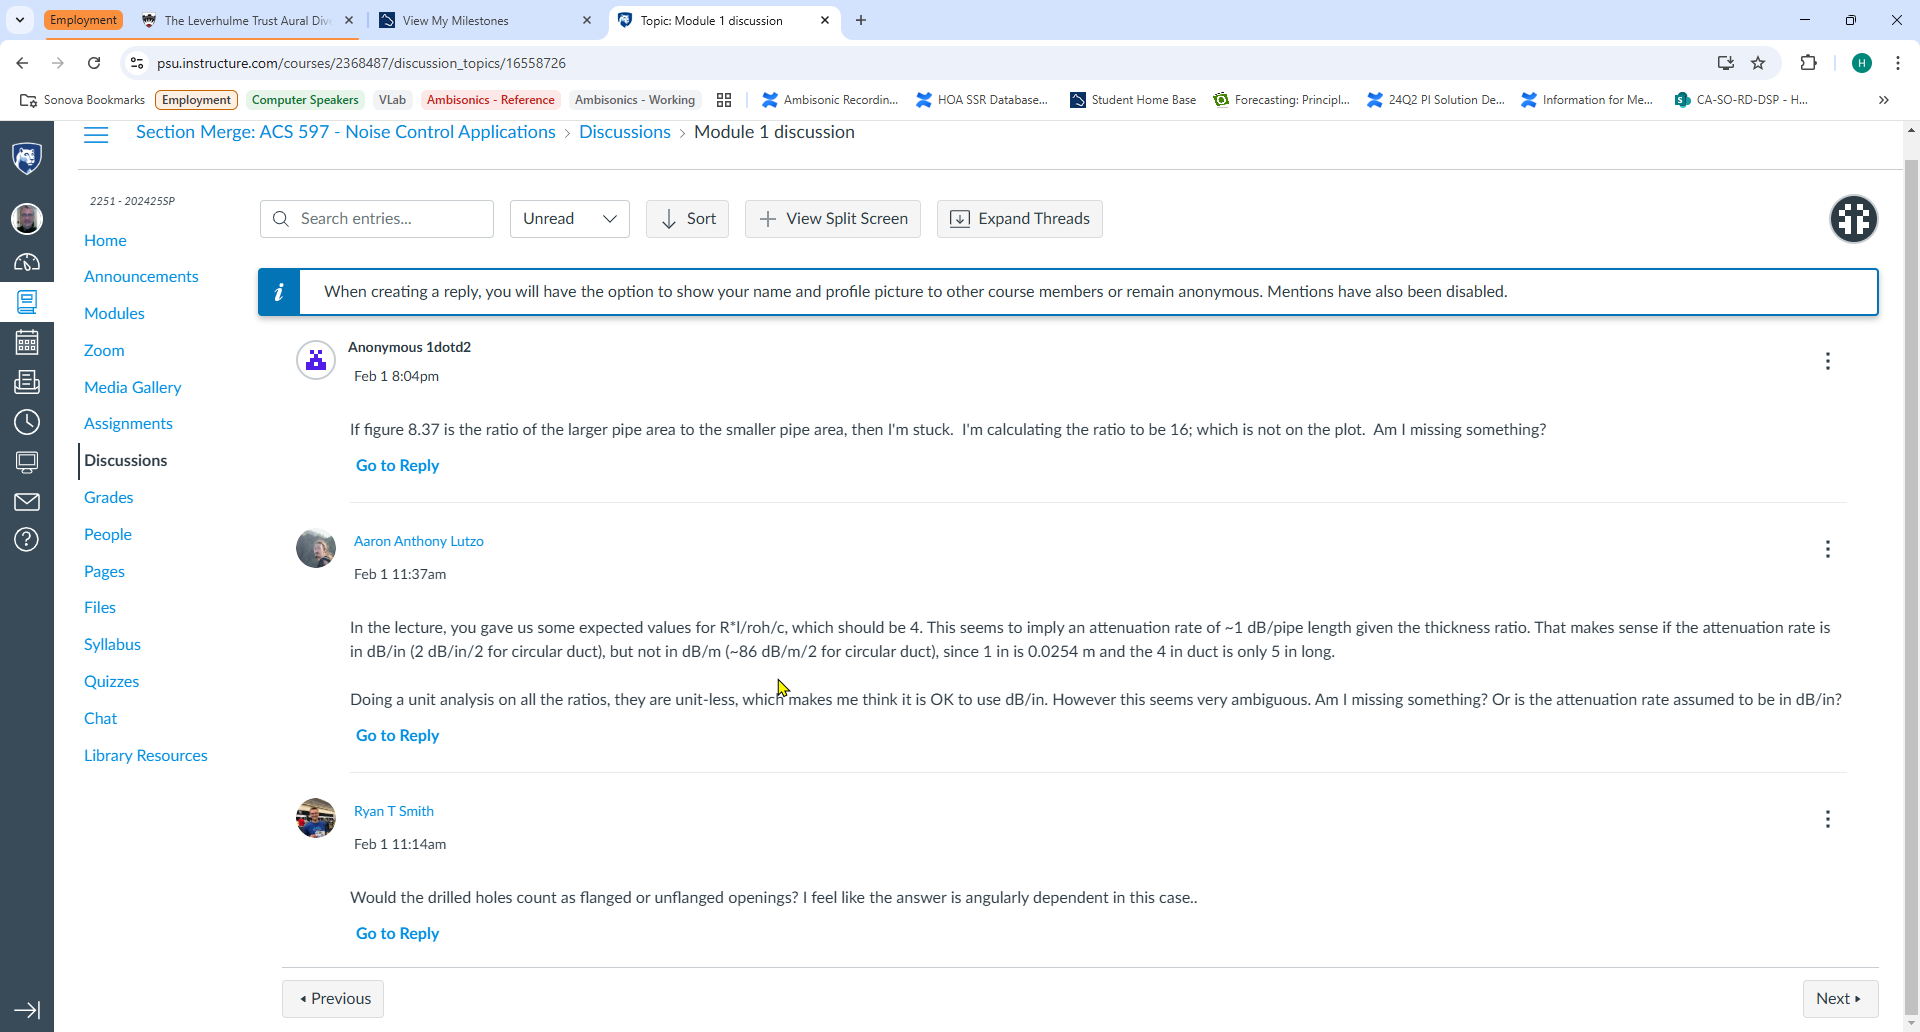 Employment
The Leverhulme Trust Aural Div
View My Milestones
Topic: Module 1 discussion
psu.instructure.com/courses/2368487/discussion_topics/16558726
H
Sonova Bookmarks
Employment
Computer Speakers
VLab
Ambisonics - Reference
Ambisonics - Working
Ambisonic Recordin...
HOA SSR Database...
Student Home Base
Forecasting: Principl...
24Q2 PI Solution De...
Information for Me...
CA-SO-RD-DSP - H...
Section Merge: ACS 597 - Noise Control Applications › Discussions › Module 1 discussion
2251 - 202425SP
Home
Announcements
Modules
Zoom
Media Gallery
Assignments
Discussions
Grades
People
Pages
Files
Syllabus
Quizzes
Chat
Library Resources
Search entries...
Unread
Sort
View Split Screen
Expand Threads
i
When creating a reply, you will have the option to show your name and profile picture to other course members or remain anonymous. Mentions have also been disabled.
Anonymous 1dotd2
Feb 1 8:04pm
If figure 8.37 is the ratio of the larger pipe area to the smaller pipe area, then I'm stuck. I'm calculating the ratio to be 16; which is not on the plot. Am I missing something?
Go to Reply
Aaron Anthony Lutzo
Feb 1 11:37am
In the lecture, you gave us some expected values for R*l/roh/c, which should be 4. This seems to imply an attenuation rate of ~1 dB/pipe length given the thickness ratio. That makes sense if the attenuation rate is
in dB/in (2 dB/in/2 for circular duct), but not in dB/m (~86 dB/m/2 for circular duct), since 1 in is 0.0254 m and the 4 in duct is only 5 in long.
Doing a unit analysis on all the ratios, they are unit-less, which makes me think it is OK to use dB/in. However this seems very ambiguous. Am I missing something? Or is the attenuation rate assumed to be in dB/in?
Go to Reply
Ryan T Smith
Feb 1 11:14am
Would the drilled holes count as flanged or unflanged openings? I feel like the answer is angularly dependent in this case..
Go to Reply
Previous
Next